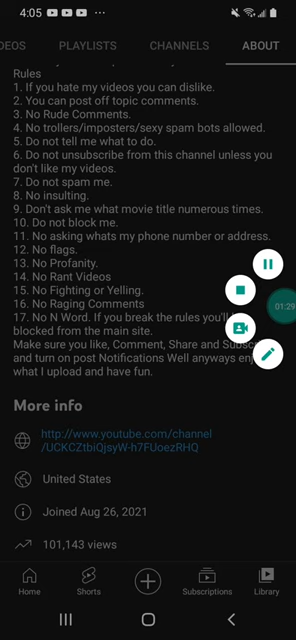 4:05
DEOS PLAYLISTS CHANNELS ABOUT
Rules
1. If you hate my videos you can dislike.
2. You can post off topic comments.
3. No Rude Comments.
4. No trollers/imposters/sexy spam bots allowed.
5. Do not tell me what to do.
6. Do not unsubscribe from this channel unless you
don't like my videos.
7. Do not spam me.
8. No insulting.
9. Don't ask me what movie title numerous times.
10. Do not block me.
11. No asking whats my phone number or address.
12. No flags.
13. No Profanity.
14. No Rant Videos
15. No Fighting or Yelling.
16. No Raging Comments
17. No N Word. If you break the rules you'll
blocked from the main site.
Make sure you like, Comment, Share and Subsc
and turn on post Notifications Well anyways enj
what I upload and have fun.
01:29
More info
http://www.youtube.com/channel
/UCKCZtbiQjsyW-h7FUoezRHQ
United States
Joined Aug 26, 2021
101,143 views
Home Shorts Subscriptions Library